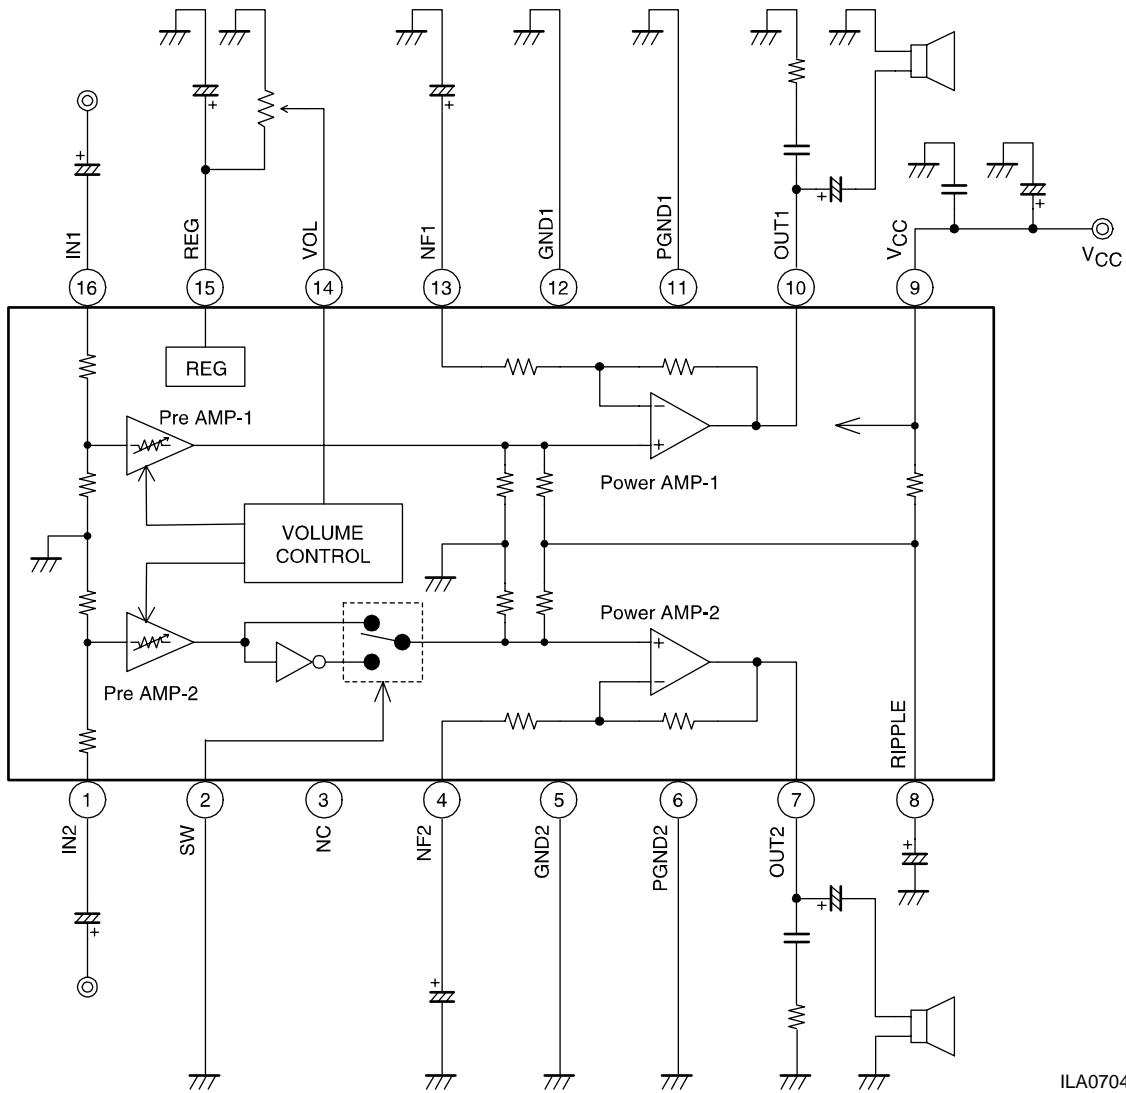 +
+
+
+
+
+
IN1
REG
VOL
NF1
GND1
PGND1
OUT1
VCC
VCC
16
15
14
13
12
11
10
9
REG
Pre AMP-1
−
+
Power AMP-1
VOLUME
CONTROL
Power AMP-2
+
−
Pre AMP-2
RIPPLE
1
2
3
4
5
6
7
8
IN2
SW
NC
NF2
GND2
PGND2
OUT2
+
+
+
+
ILA0704